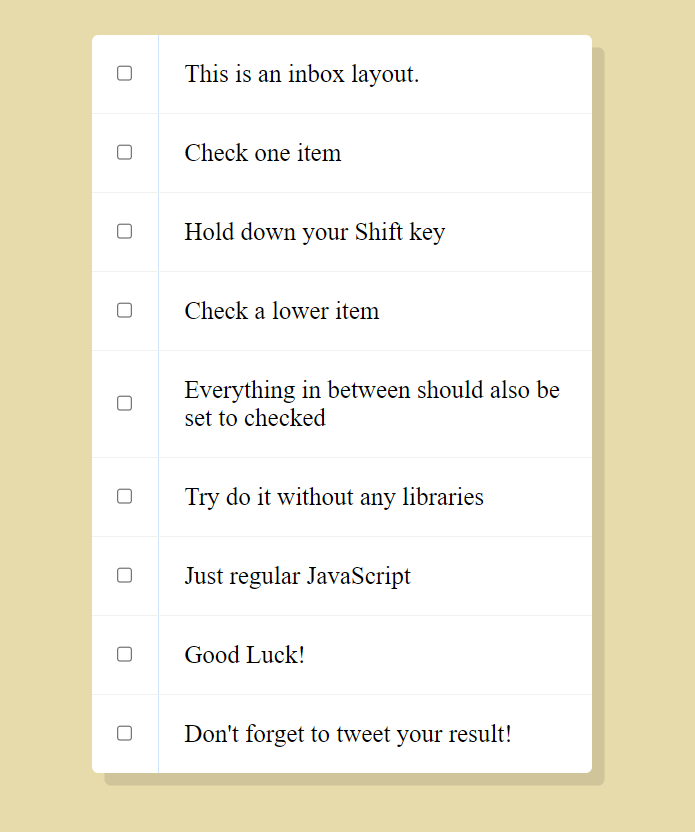 This is an inbox layout.
Check one item
Hold down your Shift key
Check a lower item
Everything in between should also be
set to checked
Try do it without any libraries
Just regular JavaScript
Good Luck!
Don't forget to tweet your result!